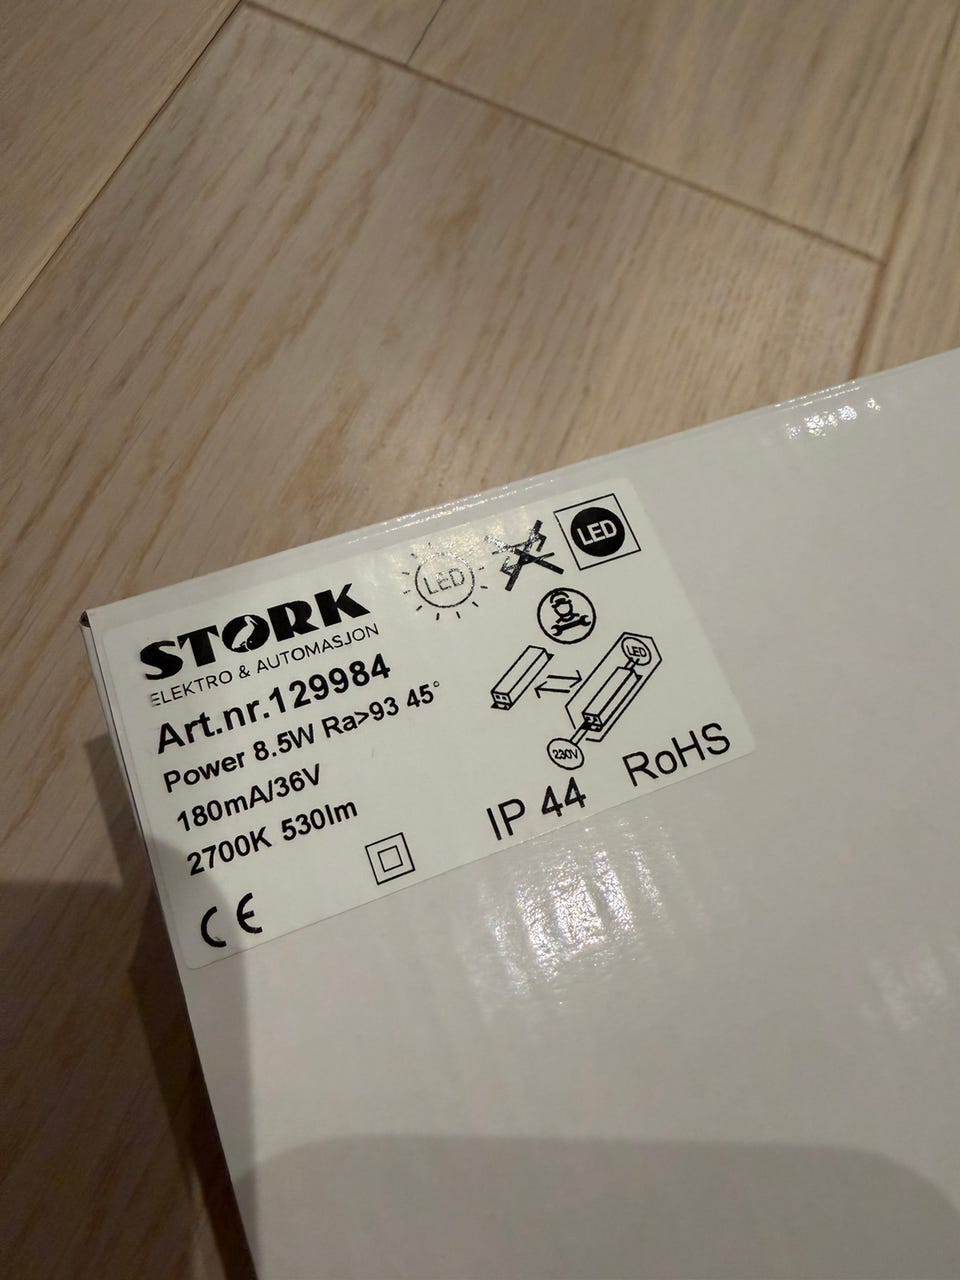 STORK
ELEKTRO & AUTOMASJON
Art.nr.129984
Power 8.5W Ra>93 45°
180mA/36V
2700K 530lm
CE
LED
LED
LED
230V
IP 44
RoHS